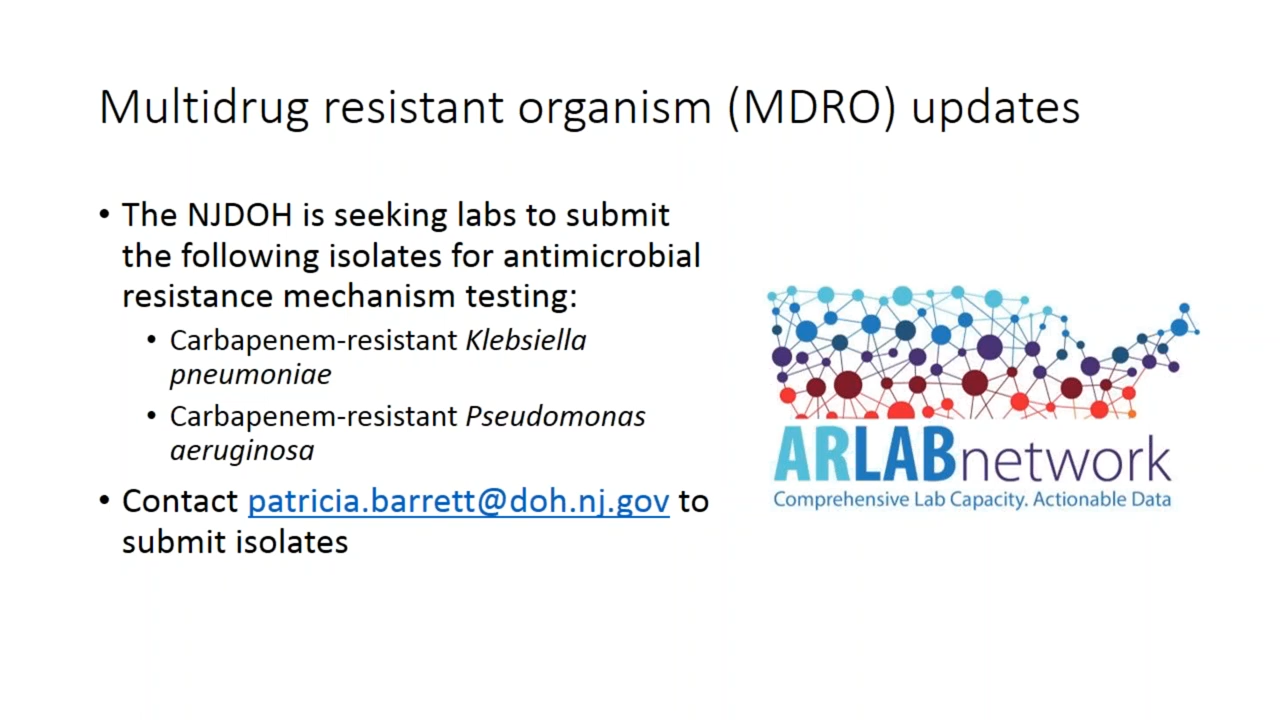 Multidrug resistant organism (MDRO) updates
• The NJDOH is seeking labs to submit
the following isolates for antimicrobial
resistance mechanism testing:
• Carbapenem-resistant Klebsiella
pneumoniae
• Carbapenem-resistant Pseudomonas
aeruginosa
• Contact patricia.barrett@doh.nj.gov to
submit isolates
ARLABnetwork
Comprehensive Lab Capacity. Actionable Data